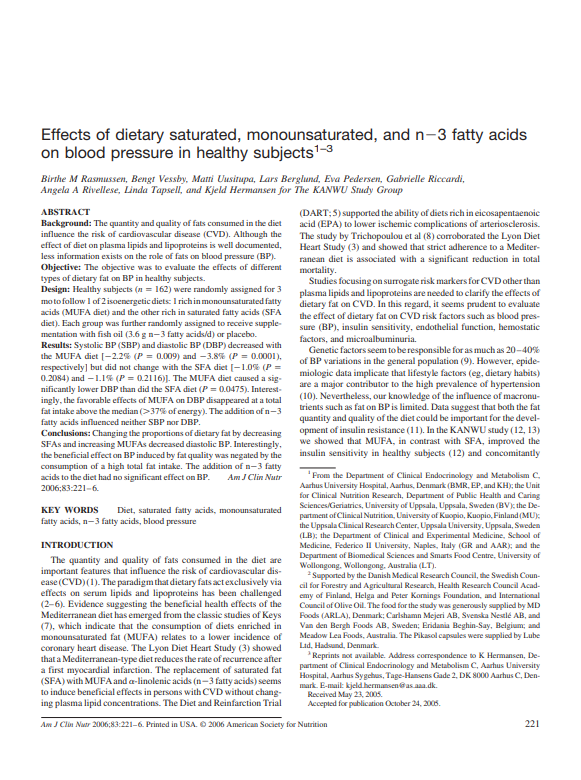 Effects of dietary saturated, monounsaturated, and n−3 fatty acids
on blood pressure in healthy subjects1–3
Birthe M Rasmussen, Bengt Vessby, Matti Uusitupa, Lars Berglund, Eva Pedersen, Gabrielle Riccardi,
Angela A Rivellese, Linda Tapsell, and Kjeld Hermansen for The KANWU Study Group
ABSTRACT
Background: The quantity and quality of fats consumed in the diet
influence the risk of cardiovascular disease (CVD). Although the
effect of diet on plasma lipids and lipoproteins is well documented,
less information exists on the role of fats on blood pressure (BP).
Objective: The objective was to evaluate the effects of different
types of dietary fat on BP in healthy subjects.
Design: Healthy subjects (n = 162) were randomly assigned for 3
mo to follow 1 of 2 isoenergetic diets: 1 rich in monounsaturated fatty
acids (MUFA diet) and the other rich in saturated fatty acids (SFA
diet). Each group was further randomly assigned to receive supple-
mentation with fish oil (3.6 g n−3 fatty acids/d) or placebo.
Results: Systolic BP (SBP) and diastolic BP (DBP) decreased with
the MUFA diet [−2.2% (P = 0.009) and −3.8% (P = 0.0001),
respectively] but did not change with the SFA diet [−1.0% (P =
0.2084) and −1.1% (P = 0.2116)]. The MUFA diet caused a sig-
nificantly lower DBP than did the SFA diet (P = 0.0475). Interest-
ingly, the favorable effects of MUFA on DBP disappeared at a total
fat intake above the median (>37% of energy). The addition of n−3
fatty acids influenced neither SBP nor DBP.
Conclusions: Changing the proportions of dietary fat by decreasing
SFAs and increasing MUFAs decreased diastolic BP. Interestingly,
the beneficial effect on BP induced by fat quality was negated by the
consumption of a high total fat intake. The addition of n−3 fatty
acids to the diet had no significant effect on BP. Am J Clin Nutr
2006;83:221–6.
KEY WORDS Diet, saturated fatty acids, monounsaturated
fatty acids, n−3 fatty acids, blood pressure
INTRODUCTION
The quantity and quality of fats consumed in the diet are
important features that influence the risk of cardiovascular dis-
ease (CVD) (1). The paradigm that dietary fats act exclusively via
effects on serum lipids and lipoproteins has been challenged
(2–6). Evidence suggesting the beneficial health effects of the
Mediterranean diet has emerged from the classic studies of Keys
(7), which indicate that the consumption of diets enriched in
monounsaturated fat (MUFA) relates to a lower incidence of
coronary heart disease. The Lyon Diet Heart Study (3) showed
that a Mediterranean-type diet reduces the rate of recurrence after
a first myocardial infarction. The replacement of saturated fat
(SFA) with MUFA and α-linolenic acids (n−3 fatty acids) seems
to induce beneficial effects in persons with CVD without chang-
ing plasma lipid concentrations. The Diet and Reinfarction Trial
(DART; 5) supported the ability of diets rich in eicosapentaenoic
acid (EPA) to lower ischemic complications of arteriosclerosis.
The study by Trichopoulou et al (8) corroborated the Lyon Diet
Heart Study (3) and showed that strict adherence to a Mediter-
ranean diet is associated with a significant reduction in total
mortality.
Studies focusing on surrogate risk markers for CVD other than
plasma lipids and lipoproteins are needed to clarify the effects of
dietary fat on CVD. In this regard, it seems prudent to evaluate
the effect of dietary fat on CVD risk factors such as blood pres-
sure (BP), insulin sensitivity, endothelial function, hemostatic
factors, and microalbuminuria.
Genetic factors seem to be responsible for as much as 20–40%
of BP variations in the general population (9). However, epide-
miologic data implicate that lifestyle factors (eg, dietary habits)
are a major contributor to the high prevalence of hypertension
(10). Nevertheless, our knowledge of the influence of macronu-
trients such as fat on BP is limited. Data suggest that both the fat
quantity and quality of the diet could be important for the devel-
opment of insulin resistance (11). In the KANWU study (12, 13)
we showed that MUFA, in contrast with SFA, improved the
insulin sensitivity in healthy subjects (12) and concomitantly
1 From the Department of Clinical Endocrinology and Metabolism C,
Aarhus University Hospital, Aarhus, Denmark (BMR, EP, and KH); the Unit
for Clinical Nutrition Research, Department of Public Health and Caring
Sciences/Geriatrics, University of Uppsala, Uppsala, Sweden (BV); the De-
partment of Clinical Nutrition, University of Kuopio, Kuopio, Finland (MU);
the Uppsala Clinical Research Center, Uppsala University, Uppsala, Sweden
(LB); the Department of Clinical and Experimental Medicine, School of
Medicine, Federico II University, Naples, Italy (GR and AAR); and the
Department of Biomedical Sciences and Smarts Food Centre, University of
Wollongong, Wollongong, Australia (LT).
2 Supported by the Danish Medical Research Council, the Swedish Coun-
cil for Forestry and Agricultural Research, Health Research Council Acad-
emy of Finland, Helga and Peter Kornings Foundation, and International
Council of Olive Oil. The food for the study was generously supplied by MD
Foods (ARLA), Denmark; Carlshamn Mejeri AB, Svenska Nestlé AB, and
Van den Bergh Foods AB, Sweden; Eridania Beghin-Say, Belgium; and
Meadow Lea Foods, Australia. The Pikasol capsules were supplied by Lube
Ltd, Hadsund, Denmark.
3 Reprints not available. Address correspondence to K Hermansen, De-
partment of Clinical Endocrinology and Metabolism C, Aarhus University
Hospital, Aarhus Sygehus, Tage-Hansens Gade 2, DK 8000 Aarhus C, Den-
mark. E-mail: kjeld.hermansen@as.aaa.dk.
Received May 23, 2005.
Accepted for publication October 24, 2005.
Am J Clin Nutr 2006;83:221–6. Printed in USA. © 2006 American Society for Nutrition
221